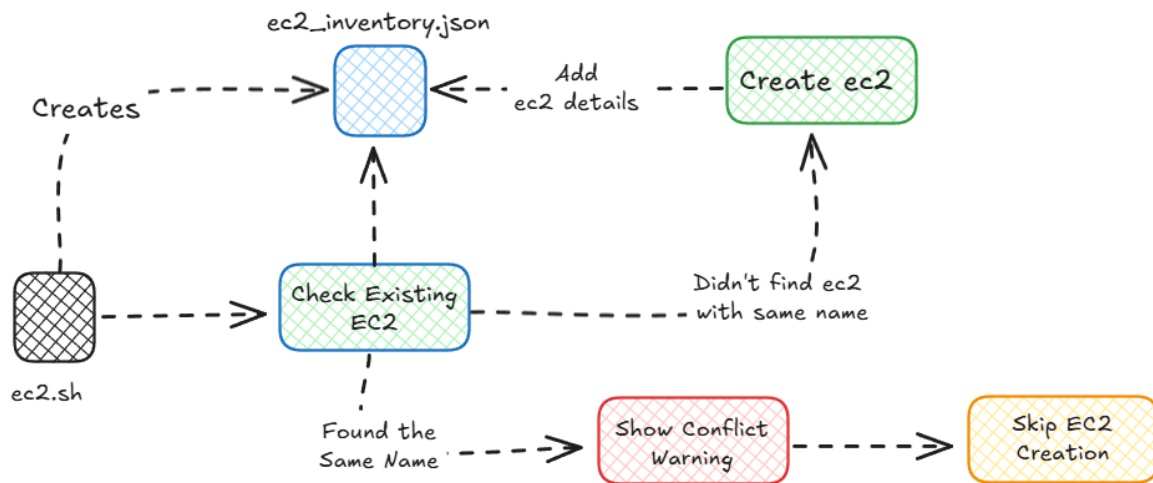 ec2_inventory.json
Add
ec2 details
Create ec2
Creates
Check Existing
EC2
Didn't find ec2
with same name
ec2.sh
Found the
Same Name
Show Conflict
Warning
Skip EC2
Creation